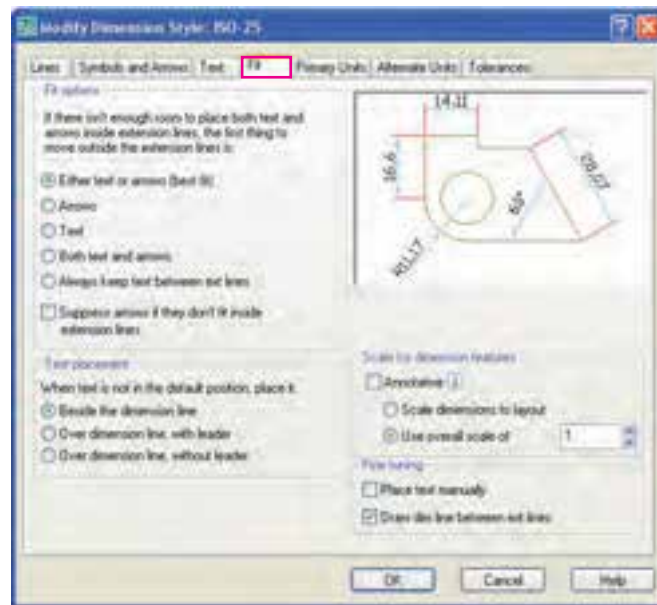 Modify Dimension Style: ISO-25
Lines Symbols and Arrows Text Fit Primary Units Alternate Units Tolerances
Fit options
If there isn't enough room to place both text and
arrows inside extension lines, the first thing to
move outside the extension lines is:
Either text or arrows (best fit)
Arrows
Text
Both text and arrows
Always keep text between ext lines
Suppress arrows if they don't fit inside
extension lines
14,11
16,6
28,07
60°
R11,17
Text placement
When text is not in the default position, place it:
Beside the dimension line
Over dimension line, with leader
Over dimension line, without leader
Scale for dimension features
Annotative
Scale dimensions to layout
Use overall scale of: 1
Fine tuning
Place text manually
Draw dim line between ext lines
OK Cancel Help